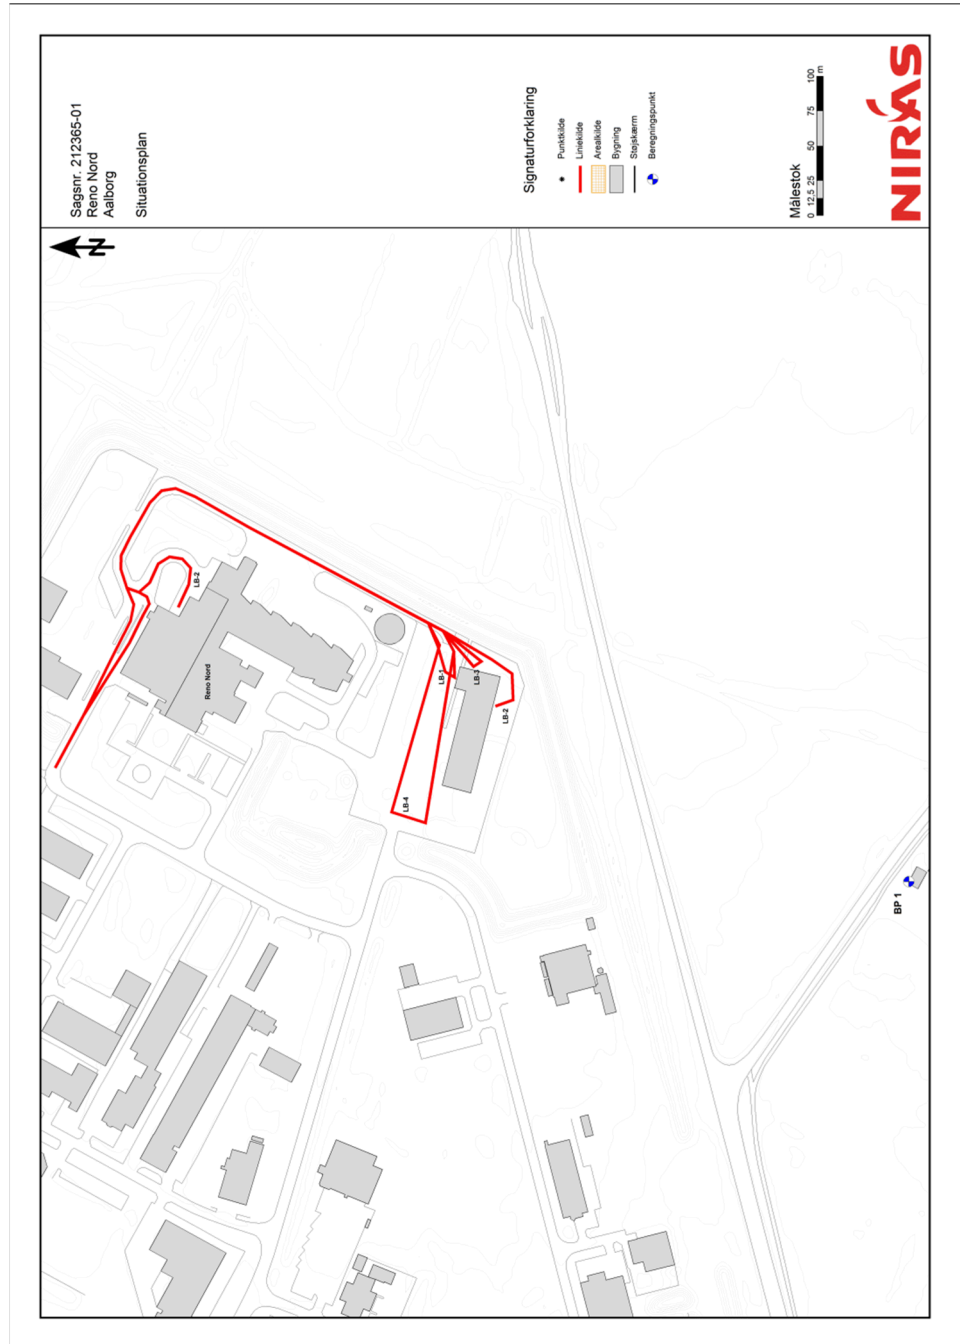 Sagsnr. 212365-01
Reno Nord
Aalborg
Situationsplan
Signaturforklaring
Punktkilde
Liniekilde
Arealkilde
Bygning
Støjskærm
Beregningspunkt
Målestok
0 12,5 25 50 75 100
m
NIRAS
N
LB-2
Reno Nord
LB-1
LB-3
LB-2
LB-4
BP 1